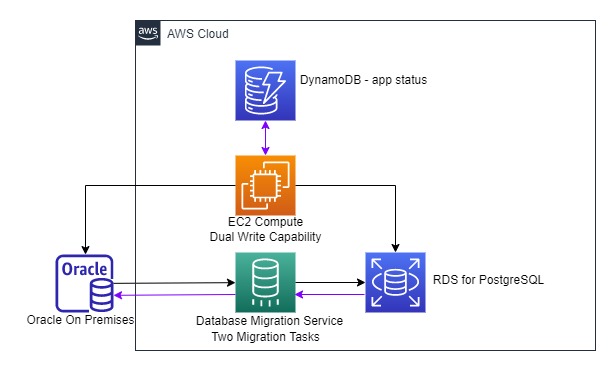 aws
AWS Cloud
DynamoDB - app status
EC2 Compute
Dual Write Capability
Oracle
Oracle On Premises
RDS for PostgreSQL
Database Migration Service
Two Migration Tasks